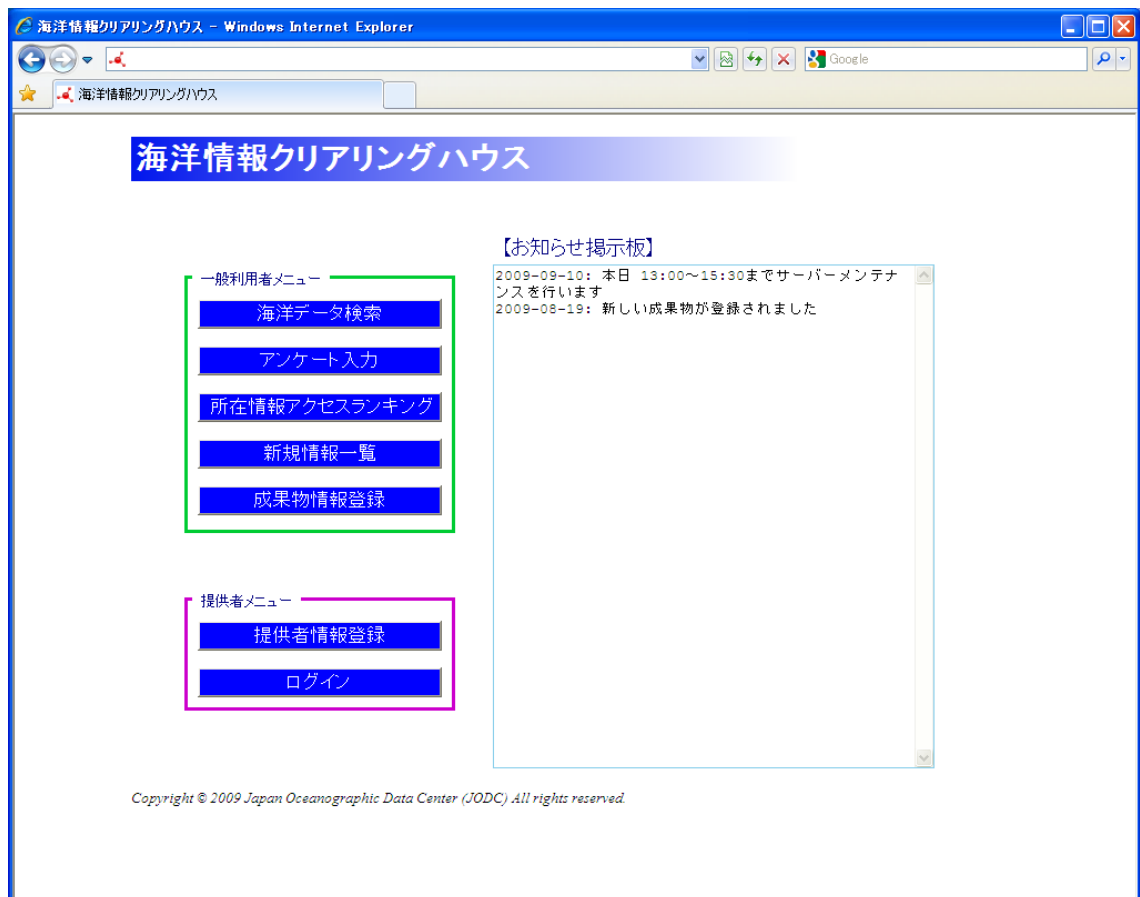 海洋情報クリアリングハウス - Windows Internet Explorer
Google
海洋情報クリアリングハウス
海洋情報クリアリングハウス
【お知らせ掲示板】
2009-09-10: 本日 13:00～15:30までサーバーメンテナ
ンスを行います
2009-08-19: 新しい成果物が登録されました
一般利用者メニュー
海洋データ検索
アンケート入力
所在情報アクセスランキング
新規情報一覧
成果物情報登録
提供者メニュー
提供者情報登録
ログイン
Copyright © 2009 Japan Oceanographic Data Center (JODC) All rights reserved.